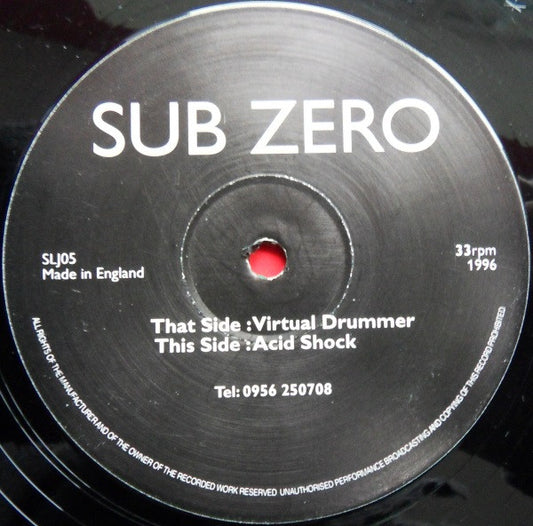 SUB ZERO
SLJ05
Made in England
33rpm
1996
That Side :Virtual Drummer
This Side :Acid Shock
Tel: 0956 250708
ALL RIGHTS OF THE MANUFACTURER AND OF THE OWNER OF THE RECORDED WORK RESERVED UNAUTHORISED PERFORMANCE BROADCASTING AND COPYING OF THIS RECORD PROHIBITED